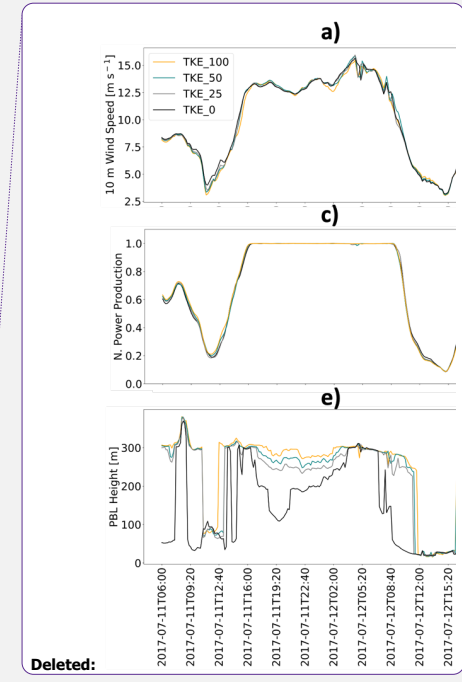 a)
10 m Wind Speed [m s⁻¹]
15.0
12.5
10.0
7.5
5.0
2.5
TKE_100
TKE_50
TKE_25
TKE_0
c)
N. Power Production
1.0
0.8
0.6
0.4
0.2
0.0
e)
PBL Height [m]
300
200
100
0
2017-07-11T06:00
2017-07-11T09:20
2017-07-11T12:40
2017-07-11T16:00
2017-07-11T19:20
2017-07-11T22:40
2017-07-12T02:00
2017-07-12T05:20
2017-07-12T08:40
2017-07-12T12:00
2017-07-12T15:20
Deleted: